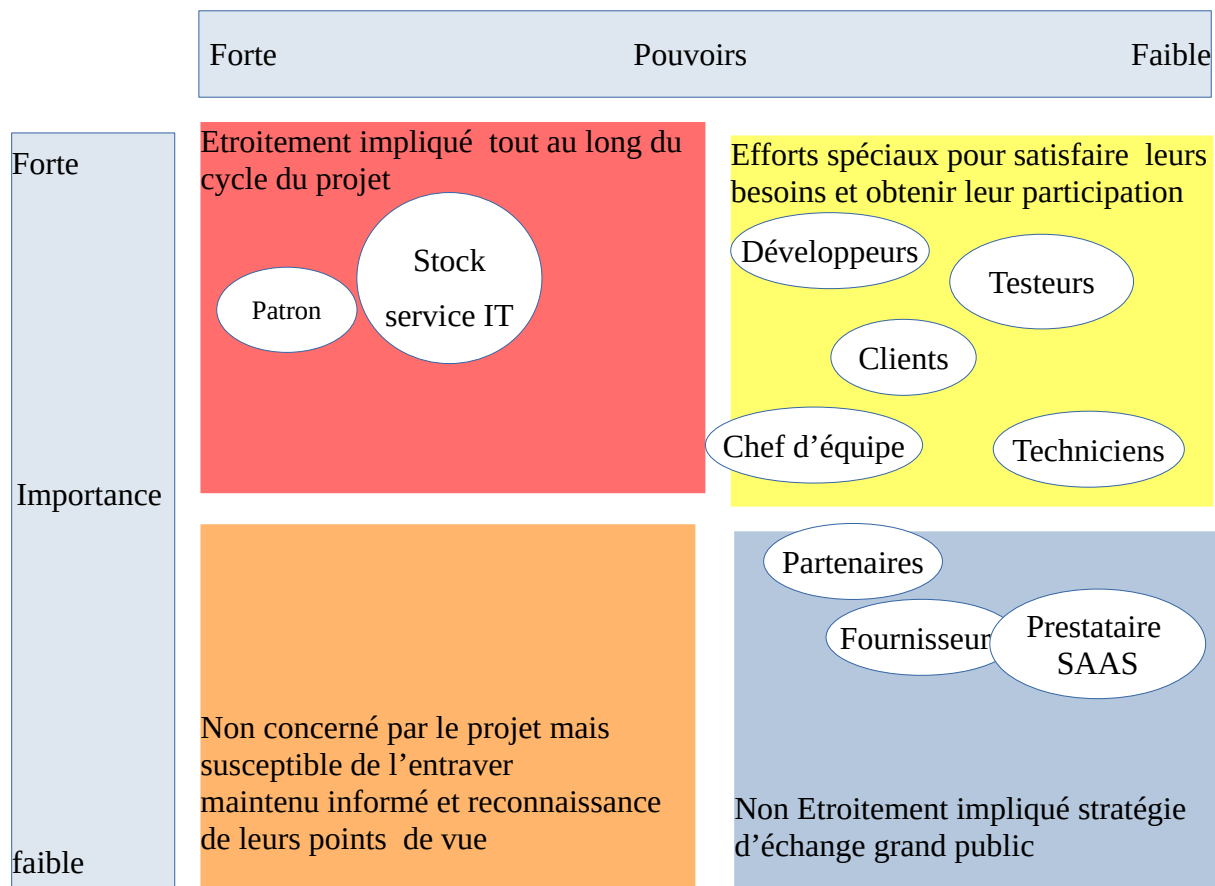 Forte Pouvoirs Faible
Forte
Importance
faible
Etroitement impliqué tout au long du
cycle du projet
Patron
Stock
service IT
Efforts spéciaux pour satisfaire leurs
besoins et obtenir leur participation
Développeurs
Testeurs
Clients
Chef d’équipe
Techniciens
Non concerné par le projet mais
susceptible de l’entraver
maintenu informé et reconnaissance
de leurs points de vue
Partenaires
Fournisseur
Prestataire
SAAS
Non Etroitement impliqué stratégie
d’échange grand public